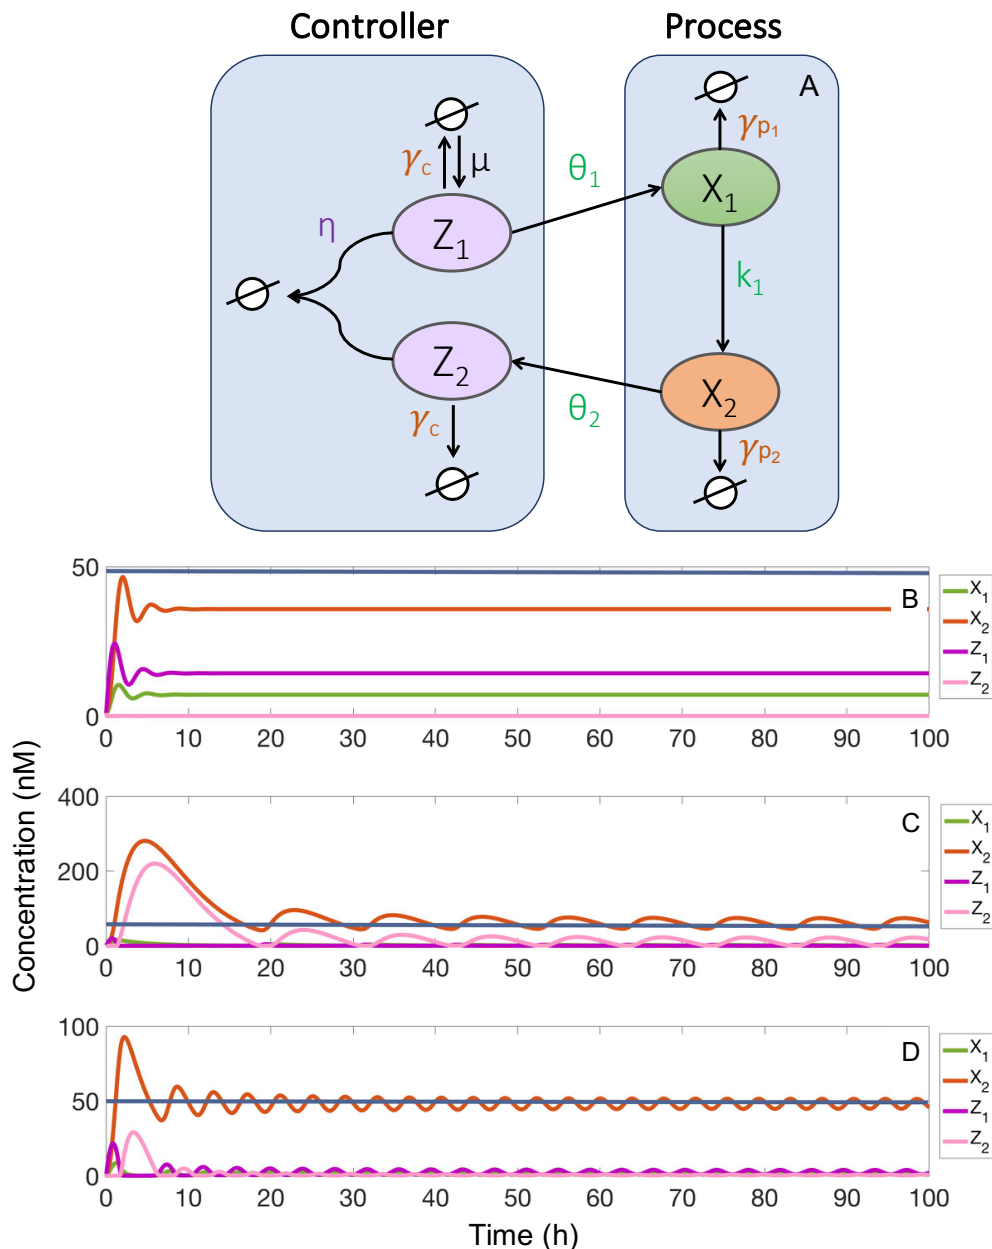 Controller
Process
A
γp₁
γc
μ
θ₁
X₁
η
Z₁
k₁
Z₂
X₂
θ₂
γc
γp₂
Concentration (nM)
50
0
B
X₁
X₂
Z₁
Z₂
0 10 20 30 40 50 60 70 80 90 100
400
200
0
C
X₁
X₂
Z₁
Z₂
0 10 20 30 40 50 60 70 80 90 100
100
50
0
D
X₁
X₂
Z₁
Z₂
0 10 20 30 40 50 60 70 80 90 100
Time (h)